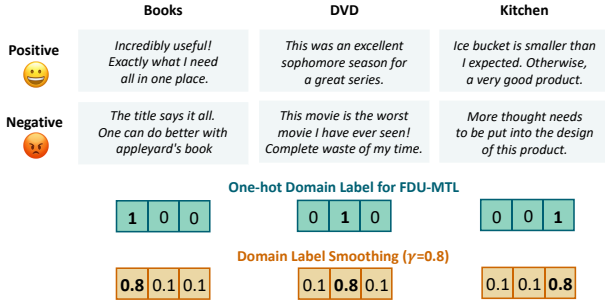 Books DVD Kitchen
Positive
Incredibly useful!
Exactly what I need
all in one place.
This was an excellent
sophomore season for
a great series.
Ice bucket is smaller than
I expected. Otherwise,
a very good product.
Negative
The title says it all.
One can do better with
appleyard's book
This movie is the worst
movie I have ever seen!
Complete waste of my time.
More thought needs
to be put into the design
of this product.
One-hot Domain Label for FDU-MTL
1 0 0 0 1 0 0 0 1
Domain Label Smoothing (γ=0.8)
0.8 0.1 0.1 0.1 0.8 0.1 0.1 0.1 0.8